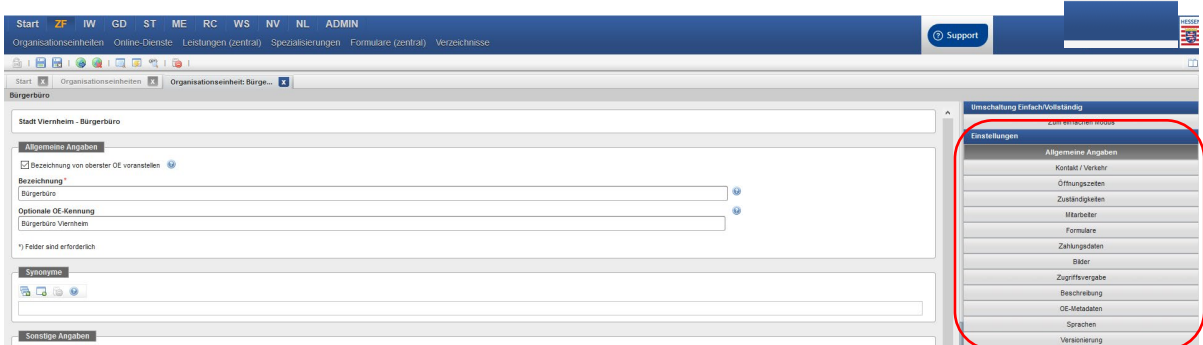 Start ZF IW GD ST ME RC WS NV NL ADMIN
Organisationseinheiten Online-Dienste Leistungen (zentral) Spezialisierungen Formulare (zentral) Verzeichnisse
Support
HESSEN
Start x Organisationseinheiten x Organisationseinheit: Bürge... x
Bürgerbüro
Stadt Viernheim - Bürgerbüro
Allgemeine Angaben
Bezeichnung von oberster OE voranstellen
Bezeichnung*
Bürgerbüro
Optionale OE-Kennung
Bürgerbüro Viernheim
*) Felder sind erforderlich
Synonyme
Sonstige Angaben
Umschaltung Einfach/Vollständig
Zum einfachen Modus
Einstellungen
Allgemeine Angaben
Kontakt / Verkehr
Öffnungszeiten
Zuständigkeiten
Mitarbeiter
Formulare
Zahlungsdaten
Bilder
Zugriffsvergabe
Beschreibung
OE-Metadaten
Sprachen
Versionierung